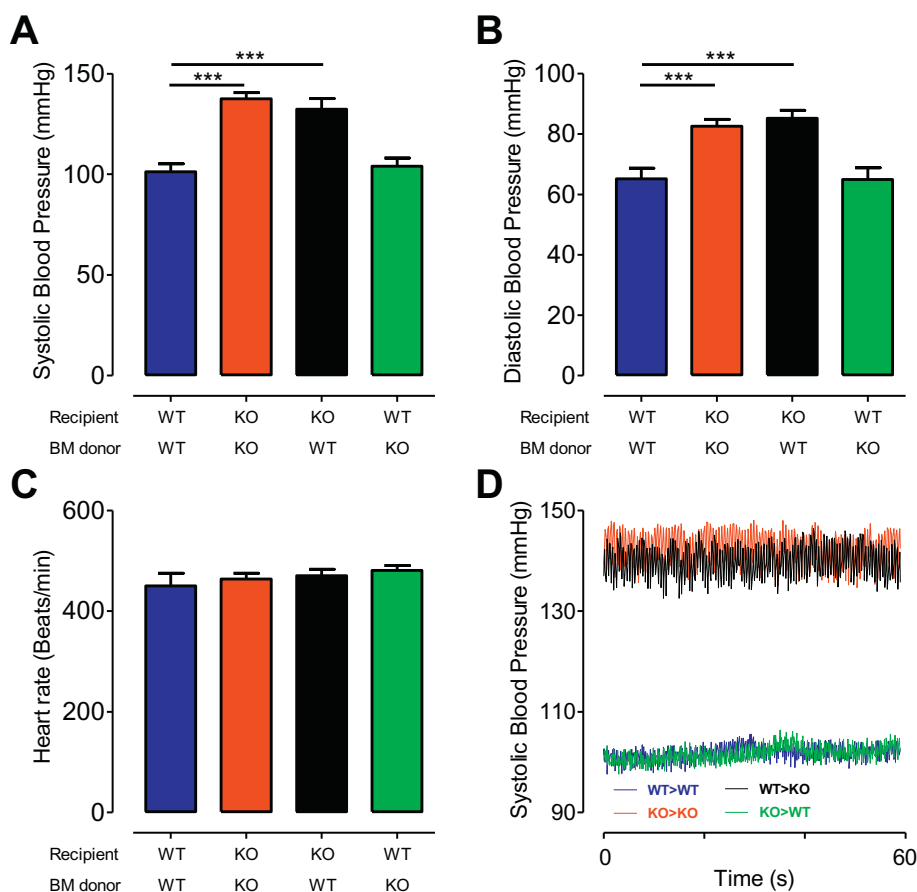 A
Systolic Blood Pressure (mmHg)
150
100
50
0
***
***
Recipient WT KO KO WT
BM donor WT KO WT KO
B
Diastolic Blood Pressure (mmHg)
100
80
60
40
20
0
***
***
Recipient WT KO KO WT
BM donor WT KO WT KO
C
Heart rate (Beats/min)
600
400
200
0
Recipient WT KO KO WT
BM donor WT KO WT KO
D
Systolic Blood Pressure (mmHg)
150
130
110
90
WT>WT WT>KO
KO>KO KO>WT
0 60
Time (s)